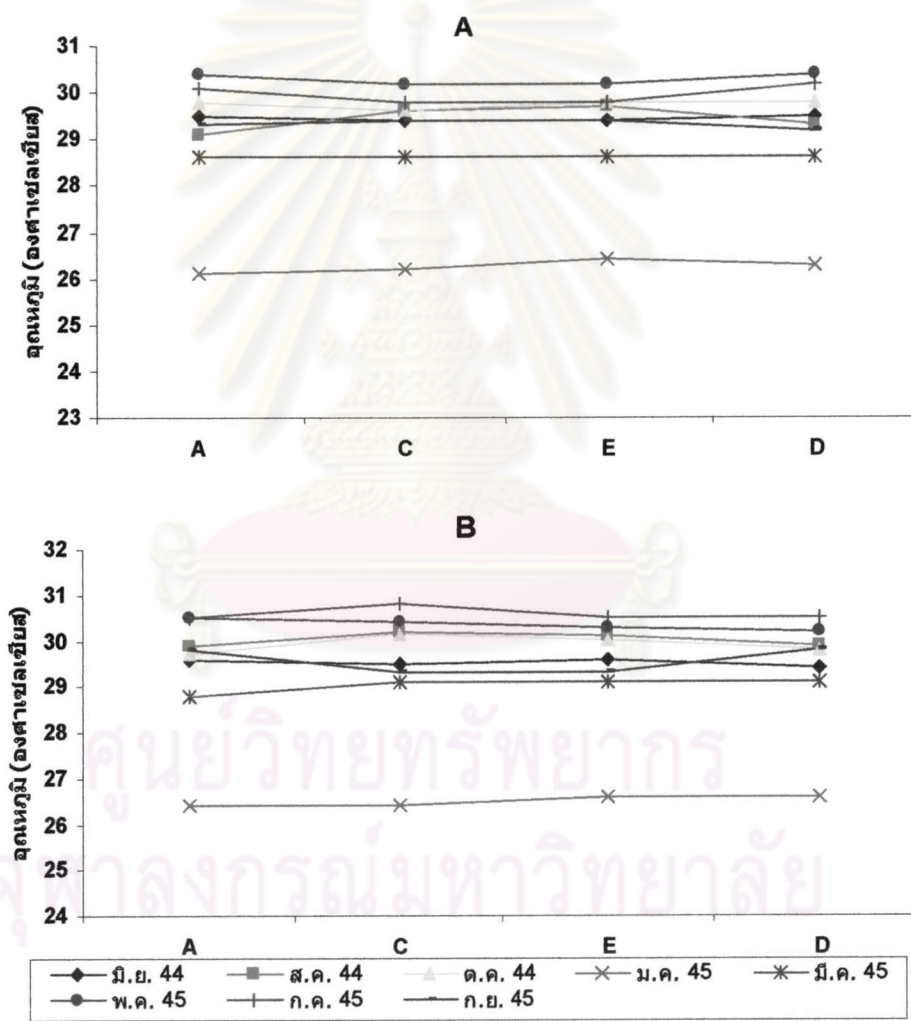 A
อุณหภูมิ (องศาเซลเซียส)
31
30
29
28
27
26
25
24
23
A C E D
B
อุณหภูมิ (องศาเซลเซียส)
32
31
30
29
28
27
26
25
24
A C E D
มิ.ย. 44 ส.ค. 44 ต.ค. 44 ม.ค. 45 มี.ค. 45
พ.ค. 45 ก.ค. 45 ก.ย. 45
ศูนย์วิทยทรัพยากร
จุฬาลงกรณ์มหาวิทยาลัย